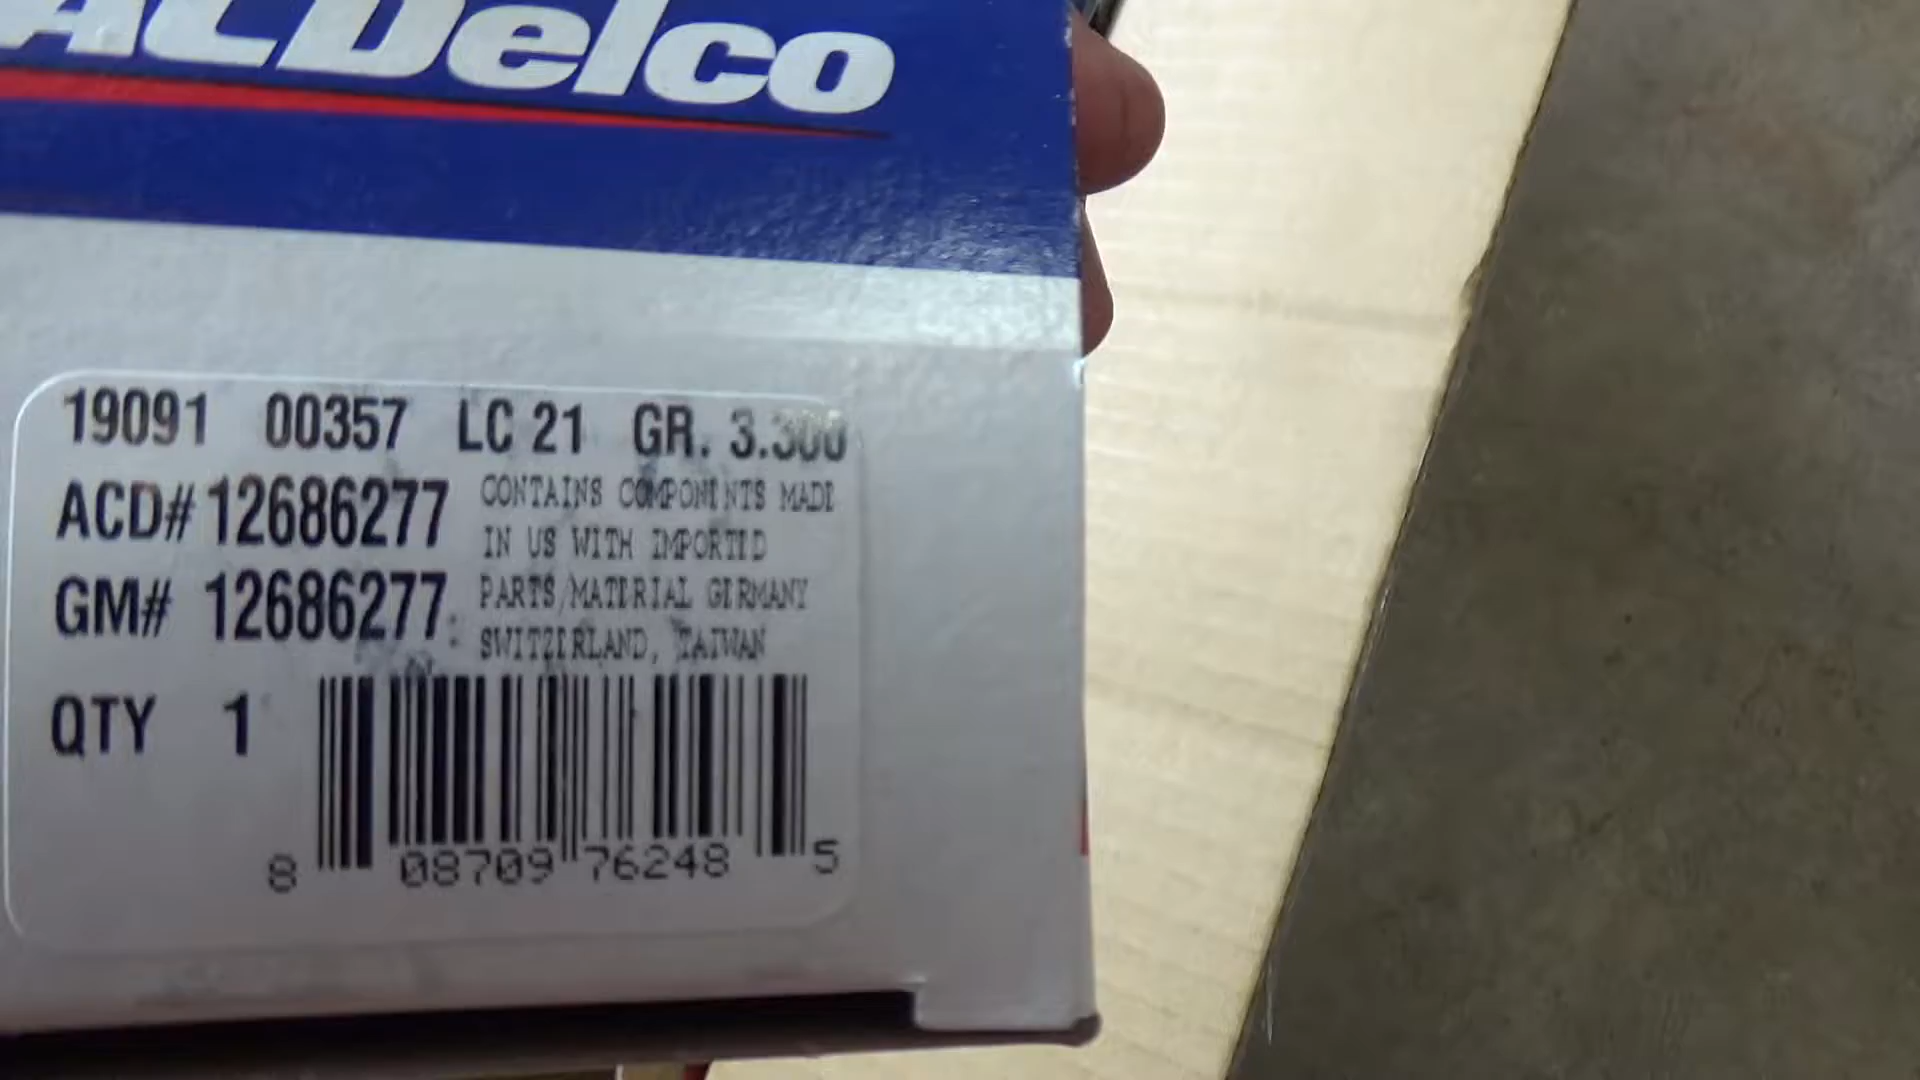 ACDelco
19091 00357 LC 21 GR. 3.300
ACD# 12686277
GM# 12686277
CONTAINS COMPONENTS MADE
IN US WITH IMPORTED
PARTS/MATERIAL GERMANY
SWITZERLAND, TAIWAN
QTY 1
8 08709 76248 5